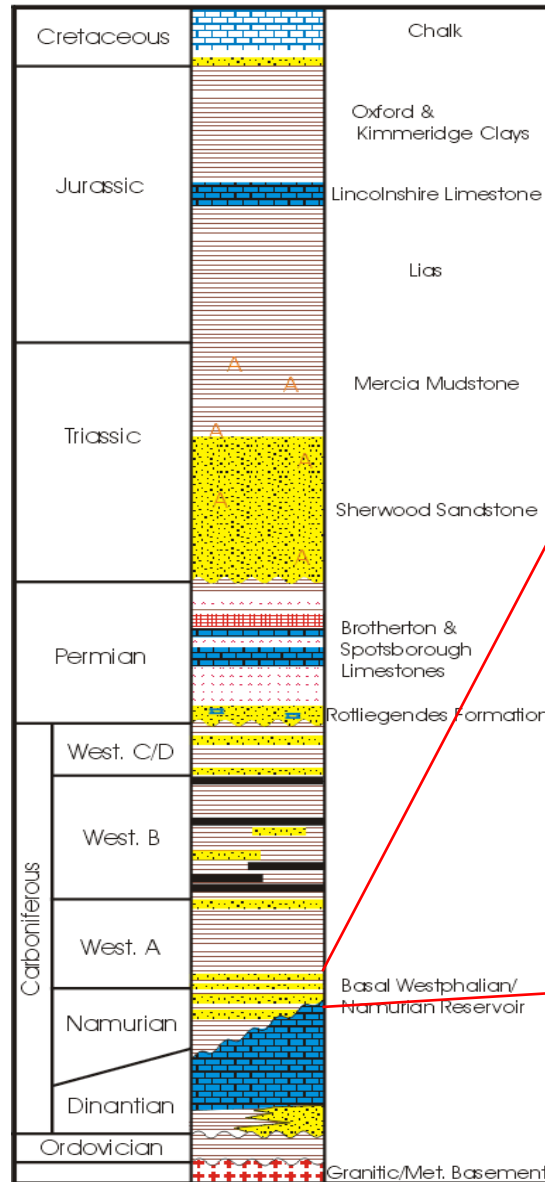 Cretaceous
Chalk
Oxford &
Kimmeridge Clays
Jurassic
Lincolnshire Limestone
Lias
A
A
Mercia Mudstone
Triassic
A
A
A
Sherwood Sandstone
A
Permian
Brotherton &
Spotsborough
Limestones
Rotliegendes Formation
Carboniferous
West. C/D
West. B
West. A
Basal Westphalian/
Namurian Reservoir
Namurian
Dinantian
Ordovician
Granitic/Met. Basement